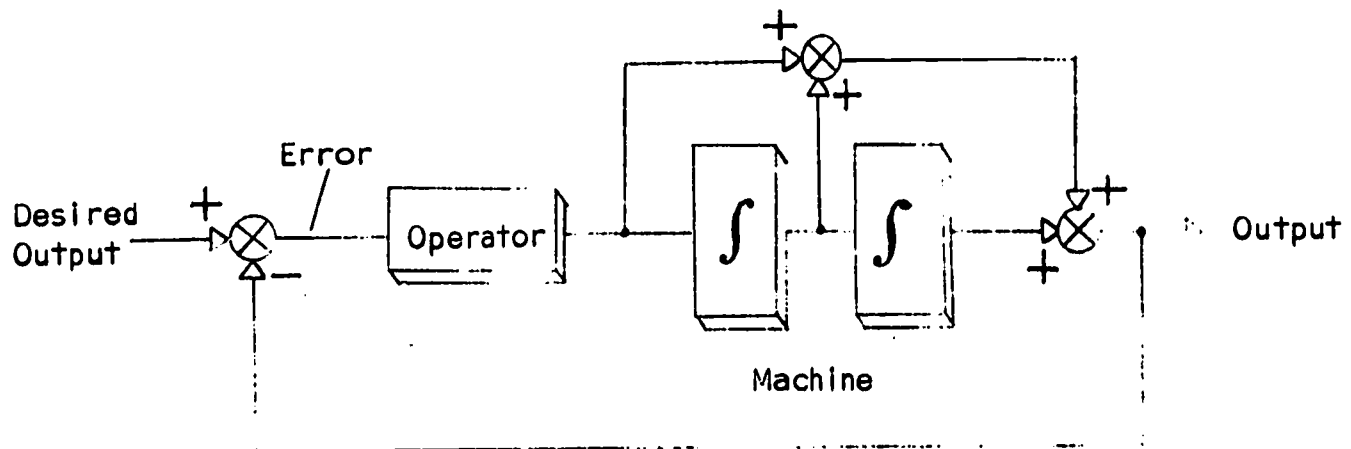 +
+
Error
+
+
Desired
Output
Operator
∫
∫
+
Output
−
+
Machine